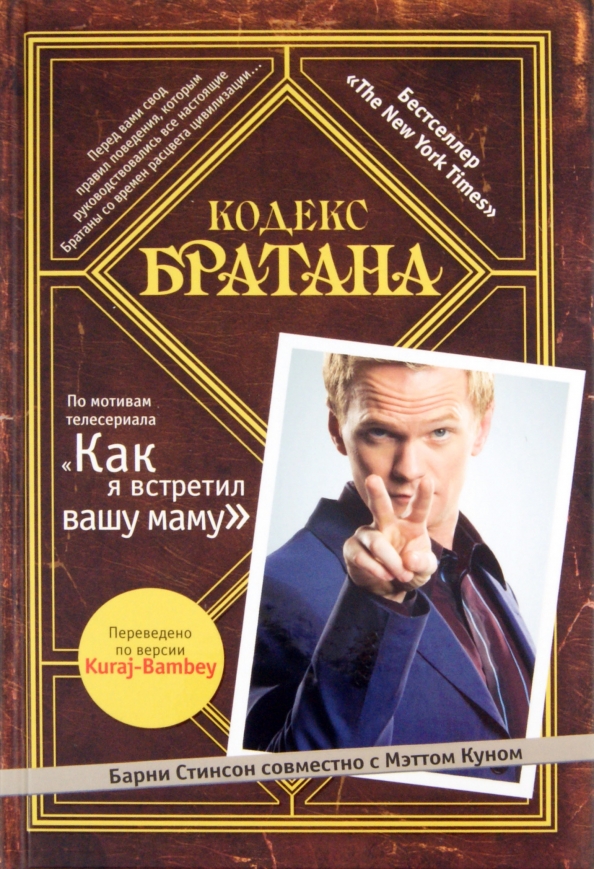 Перед вами свод
правил поведения, которым
руководствовались все настоящие
Братаны со времен расцвета цивилизации...
Бестселлер
«The New York Times»
КОДЕКС
БРАТАНА
По мотивам
телесериала
«Как
я встретил
вашу маму»
Переведено
по версии
Kuraj-Bambey
Барни Стинсон совместно с Мэттом Куном